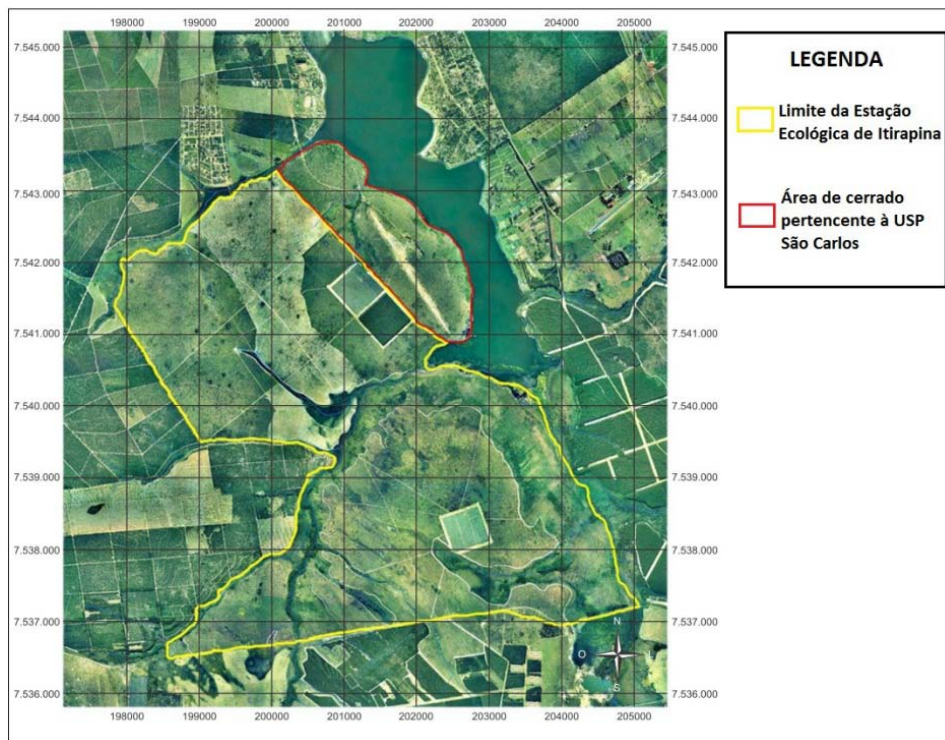 198000 199000 200000 201000 202000 203000 204000 205000
7.545.000 7.545.000
7.544.000 7.544.000
7.543.000 7.543.000
7.542.000 7.542.000
7.541.000 7.541.000
7.540.000 7.540.000
7.539.000 7.539.000
7.538.000 7.538.000
7.537.000 7.537.000
7.536.000 7.536.000
198000 199000 200000 201000 202000 203000 204000 205000
N
O L
S
LEGENDA
Limite da Estação
Ecológica de Itirapina
Área de cerrado
pertencente à USP
São Carlos